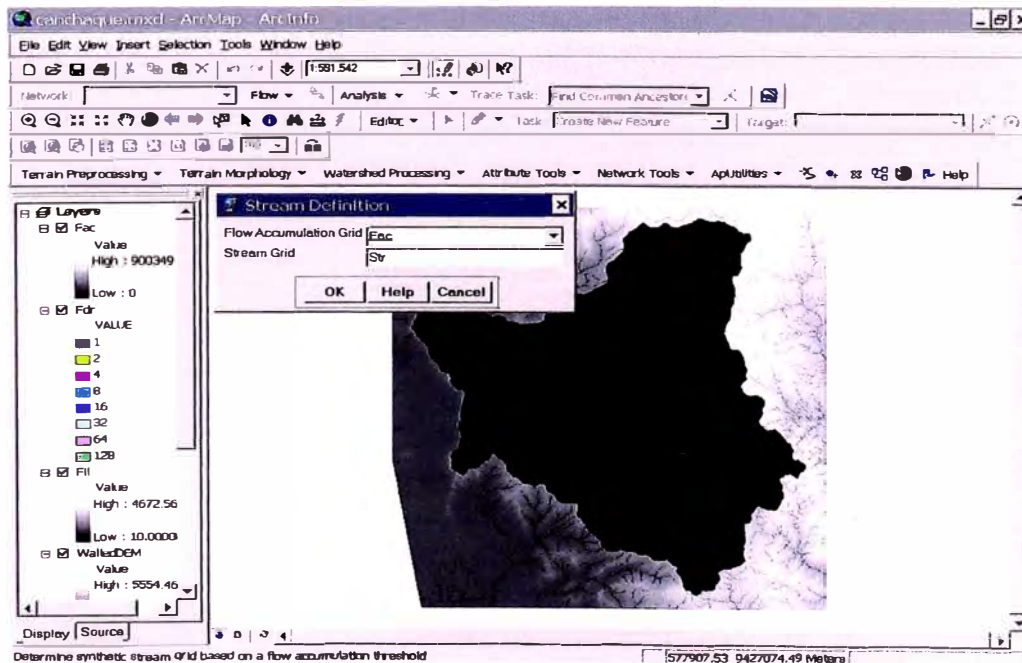 canchaque.mxd - ArcMap - ArcInfo
File Edit View Insert Selection Tools Window Help
1:591.542
Network: Flow Analysis Trace Task: Find Common Ancestors
Editor Task: Create New Feature Target:
Terrain Preprocessing Terrain Morphology Watershed Processing Attribute Tools Network Tools ApUtilities Help
Layers
Fac
Value
High : 900349
Low : 0
Fdr
VALUE
1
2
4
8
16
32
64
128
Fil
Value
High : 4672.56
Low : 10.0000
WalledDEM
Value
High : 5554.46
Display Source
Stream Definition
Flow Accumulation Grid Fac
Stream Grid Str
OK Help Cancel
Determine synthetic stream grid based on a flow accumulation threshold
577907.53 9427074.49 Meters